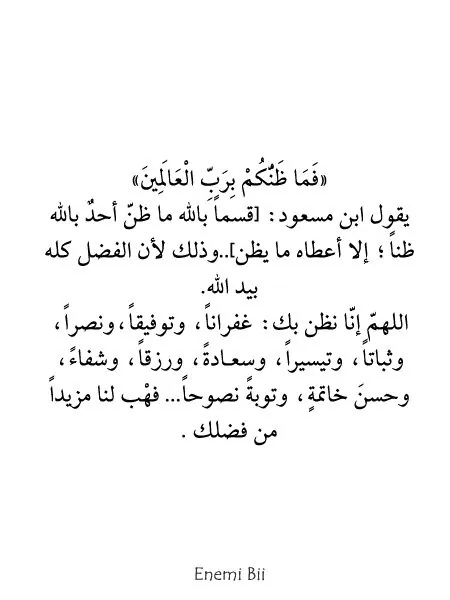 «فَمَا ظَنُّكُمْ بِرَبِّ الْعَالَمِينَ»
يقول ابن مسعود: [قسماً بالله ما ظنّ أحدٌ بالله
ظناً ؛ إلا أعطاه ما يظن]..وذلك لأن الفضل كله
بيد الله.
اللهمّ إنّا نظن بك: غفراناً، وتوفيقاً،ونصراً،
وثباتاً، وتيسيراً، وسعادةً، ورزقاً، وشفاءً،
وحسنَ خاتمةٍ، وتوبةً نصوحاً... فهْب لنا مزيداً
من فضلك .
Enemi Bii